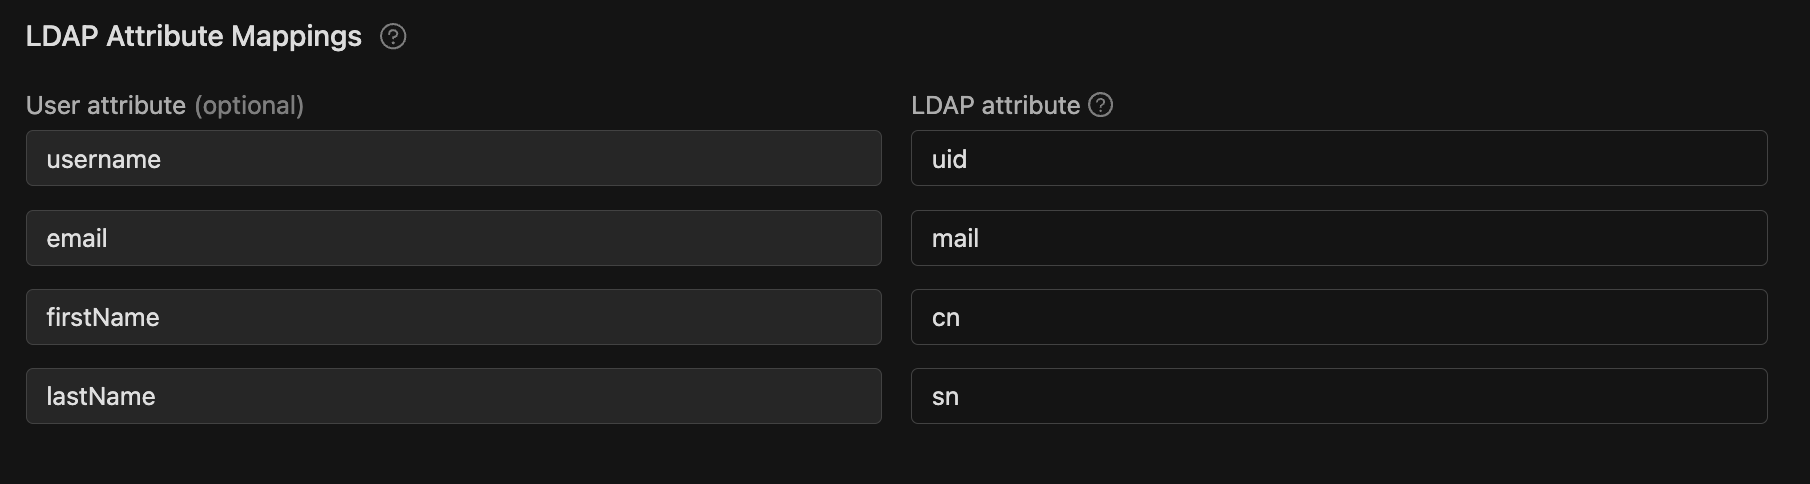 LDAP Attribute Mappings ?
User attribute (optional)
LDAP attribute ?
username
uid
email
mail
firstName
cn
lastName
sn